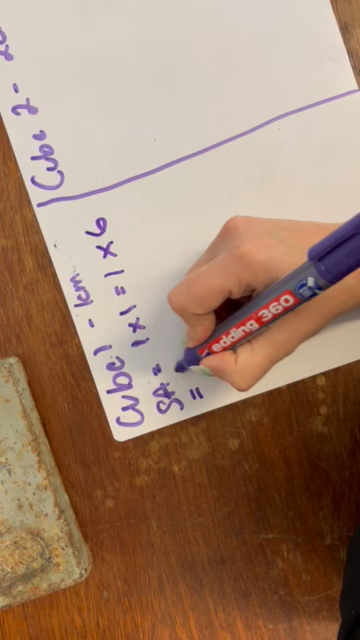 Cube 1 - 1cm
SA = 1 x 1 = 1 x 6
=
Cube 2 -
edding 360